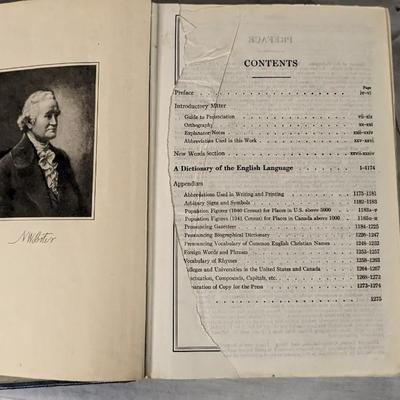 N Webster
PREFACE
CONTENTS
Page
Preface iv-vi
Introductory Matter
Guide to Pronunciation vii-xix
Orthography xx-xxi
Explanatory Notes xxii-xxiv
Abbreviations Used in this Work xxv-xxvi
New Words Section xxvii-xxxiv
A Dictionary of the English Language 1-1174
Appendixes
Abbreviations Used in Writing and Printing 1175-1181
Arbitrary Signs and Symbols 1182-1183
Population Figures (1940 Census) for Places in U.S. above 5000 1183a-v
Population Figures (1941 Census) for Places in Canada above 1000
Pronouncing Gazetteer 1184-1225
Pronouncing Biographical Dictionary 1226-1247
Pronouncing Vocabulary of Common English Christian Names 1248-1252
Foreign Words and Phrases 1253-1257
Vocabulary of Rhymes 1258-1263
Colleges and Universities in the United States and Canada 1264-1267
nctuation, Compounds, Capitals, etc. 1268-1272
paration of Copy for the Press 1273-1274
1275